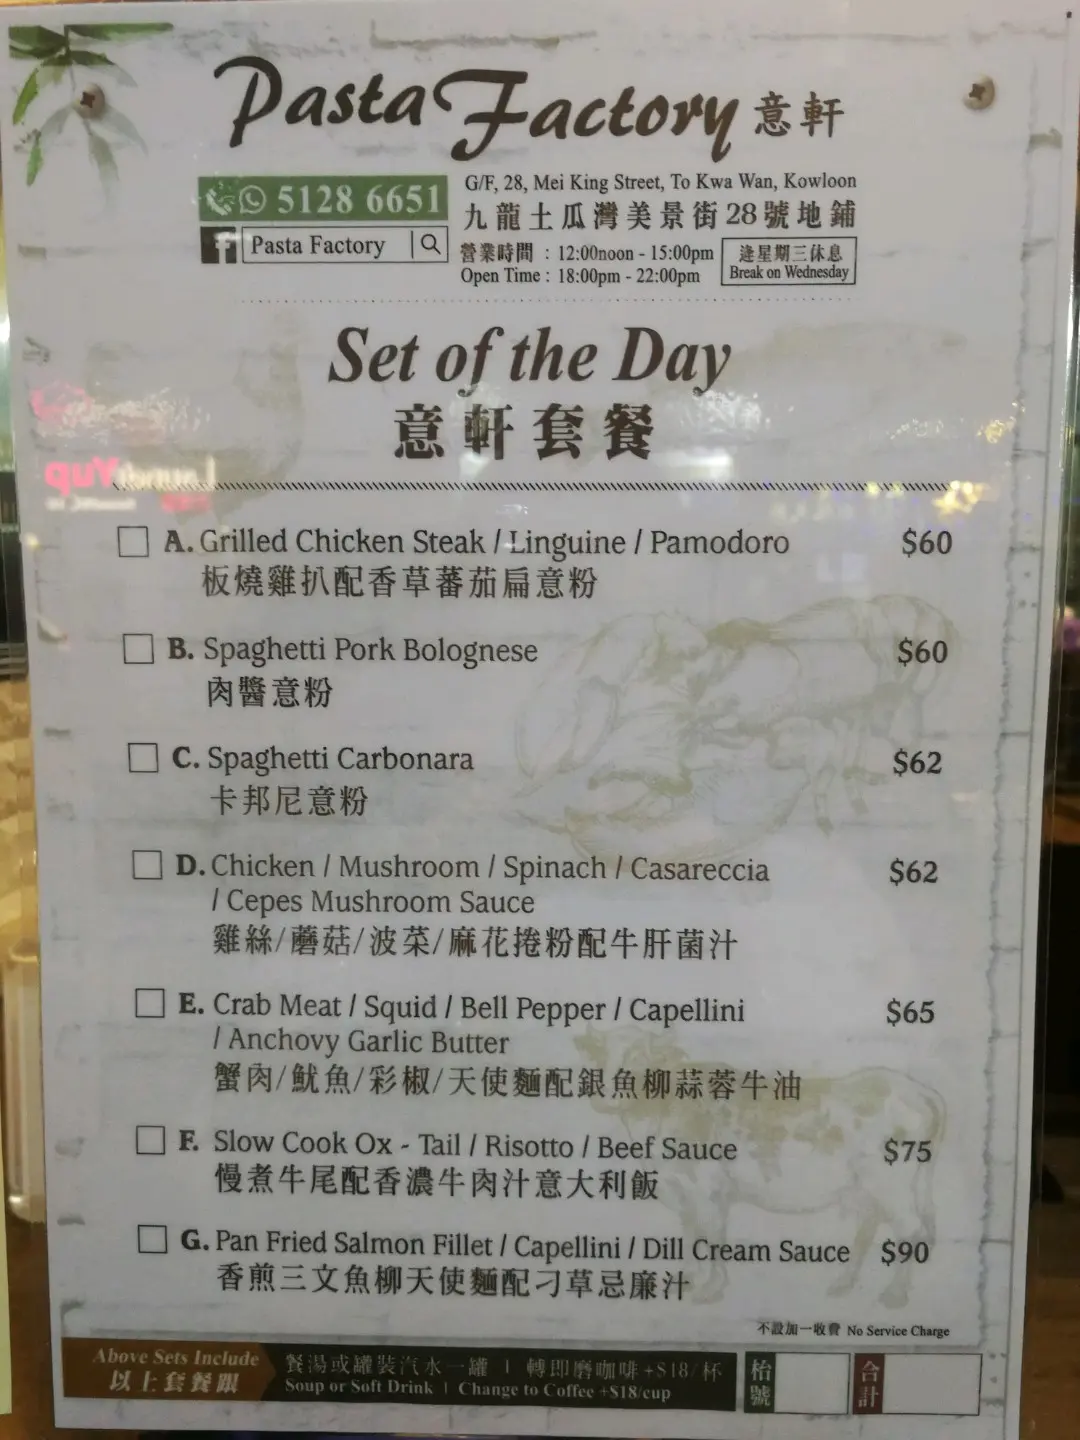 Pasta Factory 意軒
5128 6651
Pasta Factory
G/F, 28, Mei King Street, To Kwa Wan, Kowloon
九龍土瓜灣美景街28號地鋪
營業時間 : 12:00noon - 15:00pm
Open Time : 18:00pm - 22:00pm
逢星期三休息
Break on Wednesday
Set of the Day
意軒套餐
A. Grilled Chicken Steak / Linguine / Pamodoro $60
板燒雞扒配香草蕃茄扁意粉
B. Spaghetti Pork Bolognese $60
肉醬意粉
C. Spaghetti Carbonara $62
卡邦尼意粉
D. Chicken / Mushroom / Spinach / Casareccia $62
/ Cepes Mushroom Sauce
雞絲/蘑菇/波菜/麻花捲粉配牛肝菌汁
E. Crab Meat / Squid / Bell Pepper / Capellini $65
/ Anchovy Garlic Butter
蟹肉/魷魚/彩椒/天使麵配銀魚柳蒜蓉牛油
F. Slow Cook Ox - Tail / Risotto / Beef Sauce $75
慢煮牛尾配香濃牛肉汁意大利飯
G. Pan Fried Salmon Fillet / Capellini / Dill Cream Sauce $90
香煎三文魚柳天使麵配刁草忌廉汁
不設加一收費 No Service Charge
Above Sets Include
以上套餐跟
餐湯或罐裝汽水一罐 | 轉即磨咖啡+$18/杯
Soup or Soft Drink | Change to Coffee +$18/cup
枱號
合計